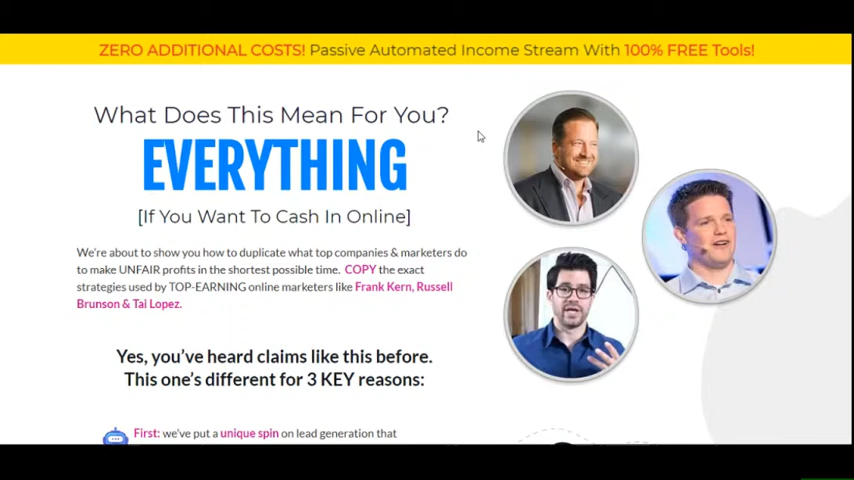 ZERO ADDITIONAL COSTS! Passive Automated Income Stream With 100% FREE Tools!
What Does This Mean For You?
EVERYTHING
[If You Want To Cash In Online]
We're about to show you how to duplicate what top companies & marketers do
to make UNFAIR profits in the shortest possible time. COPY the exact
strategies used by TOP-EARNING online marketers like Frank Kern, Russell
Brunson & Tai Lopez.
Yes, you've heard claims like this before.
This one's different for 3 KEY reasons:
First: we've put a unique spin on lead generation that